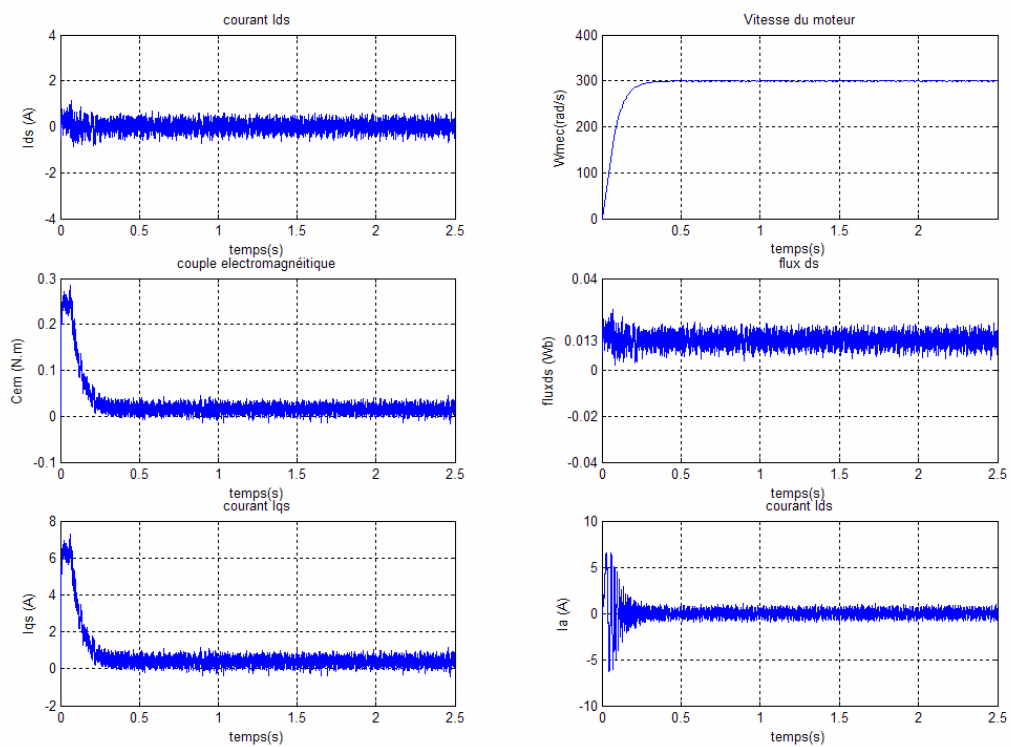 courant Ids
4
2
0
-2
-4
Ids (A)
0 0.5 1 1.5 2 2.5
temps(s)
Vitesse du moteur
400
300
200
100
0
Wmec(rad/s)
0.5 1 1.5 2 2.5
temps(s)
couple electromagnéitique
0.3
0.2
0.1
0
-0.1
Cem (N.m)
0 0.5 1 1.5 2 2.5
temps(s)
flux ds
0.04
0.013
0
-0.02
-0.04
fluxds (Wb)
0 0.5 1 1.5 2 2.5
temps(s)
courant Iqs
8
6
4
2
0
-2
Iqs (A)
0 0.5 1 1.5 2 2.5
temps(s)
courant Ids
10
5
0
-5
-10
Ia (A)
0 0.5 1 1.5 2 2.5
temps(s)